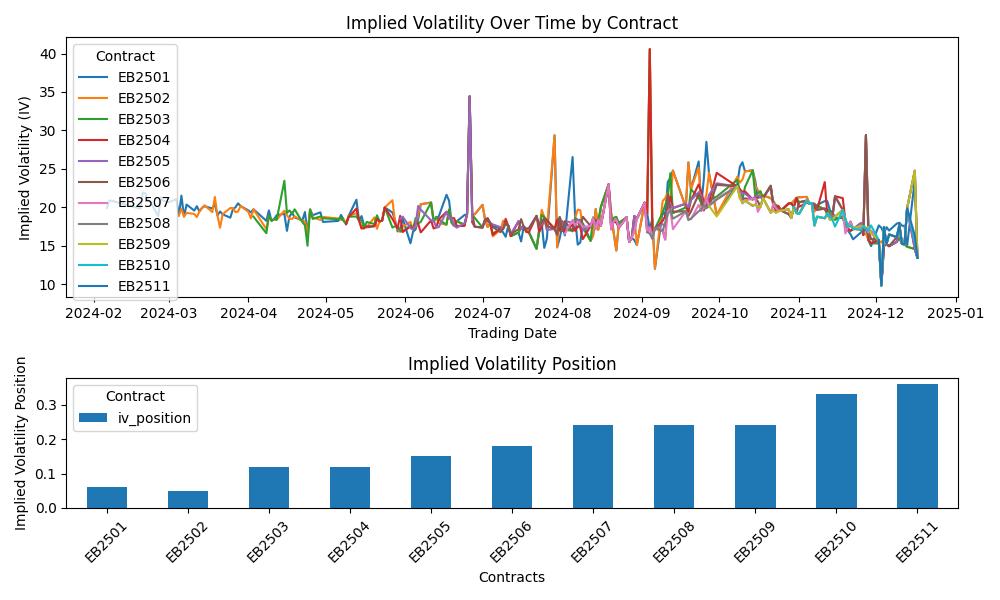 Implied Volatility Over Time by Contract
Implied Volatility (IV)
40
35
30
25
20
15
10
Contract
EB2501
EB2502
EB2503
EB2504
EB2505
EB2506
EB2507
EB2508
EB2509
EB2510
EB2511
2024-02 2024-03 2024-04 2024-05 2024-06 2024-07 2024-08 2024-09 2024-10 2024-11 2024-12 2025-01
Trading Date
Implied Volatility Position
Implied Volatility Position
0.3
0.2
0.1
0.0
Contract
iv_position
EB2501 EB2502 EB2503 EB2504 EB2505 EB2506 EB2507 EB2508 EB2509 EB2510 EB2511
Contracts